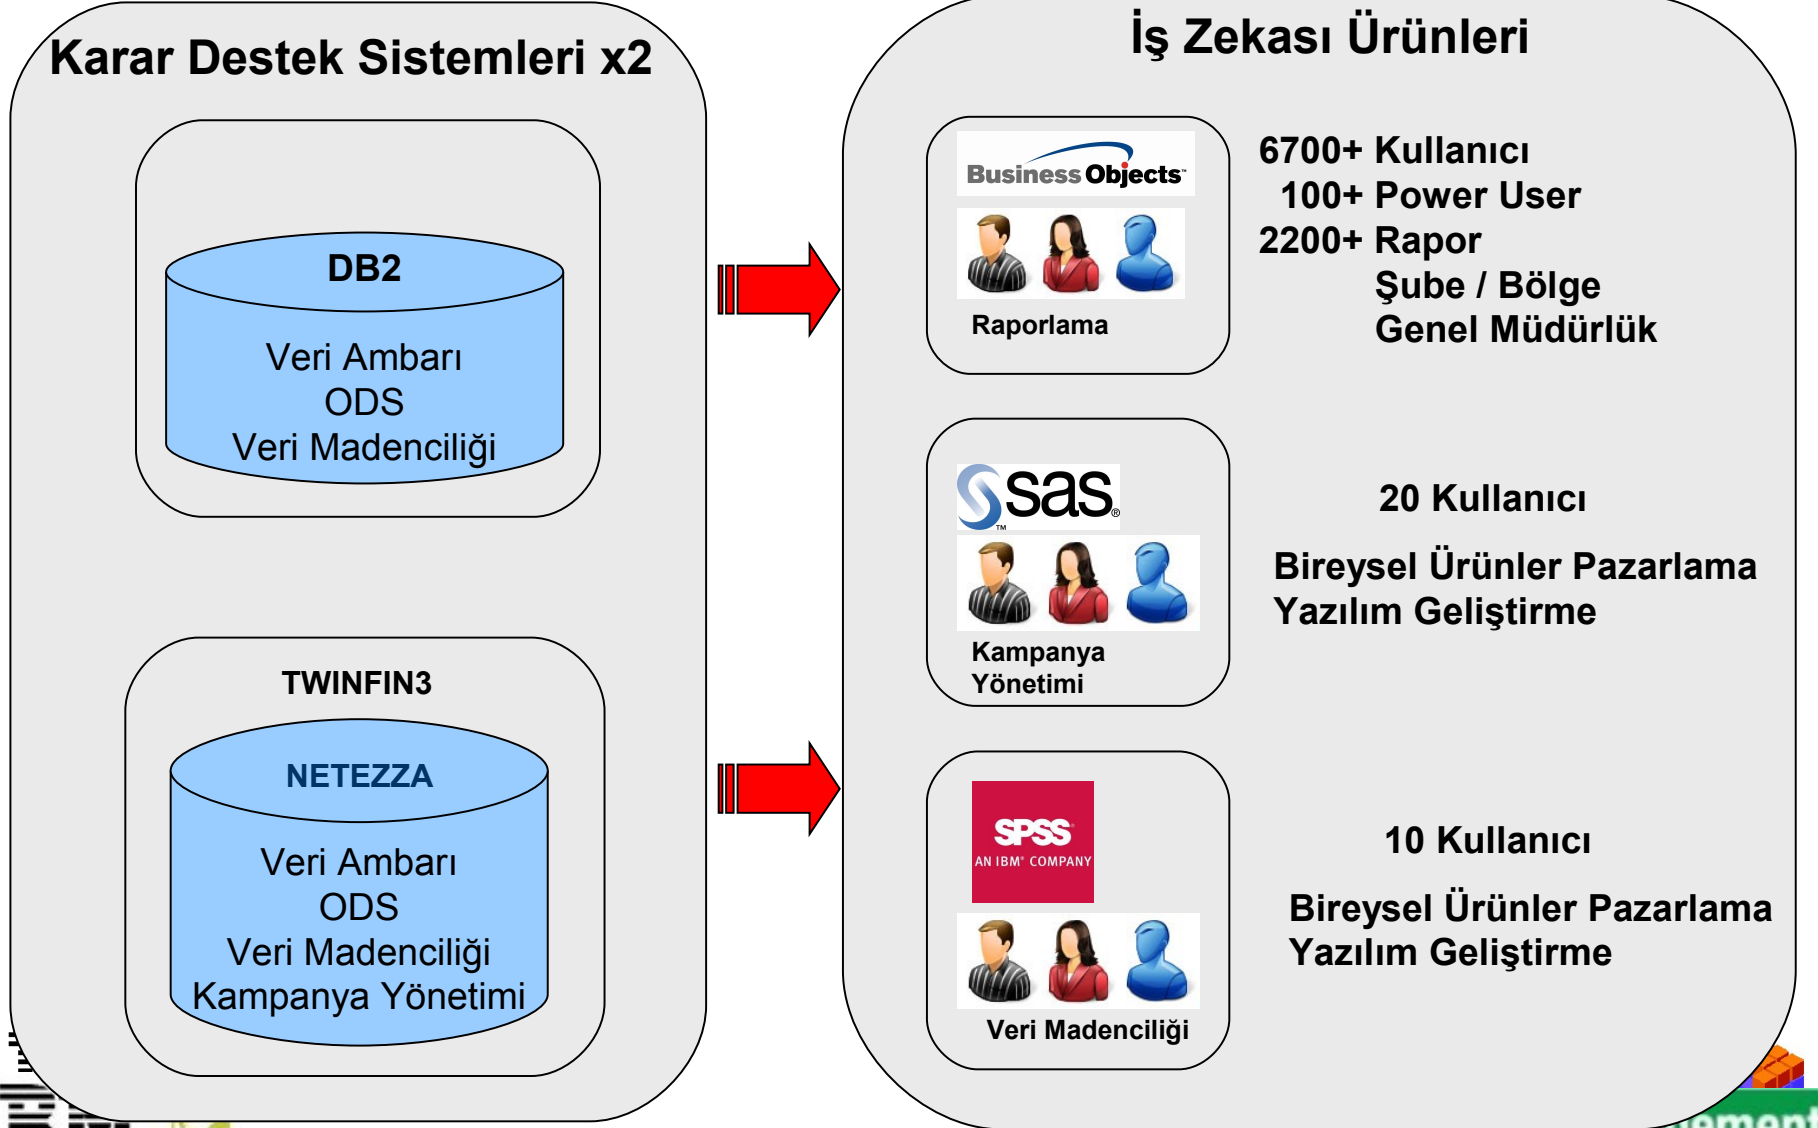 Karar Destek Sistemleri x2
DB2
Veri Ambarı
ODS
Veri Madenciliği
TWINFIN3
NETEZZA
Veri Ambarı
ODS
Veri Madenciliği
Kampanya Yönetimi
İş Zekası Ürünleri
Business Objects™
Raporlama
6700+ Kullanıcı
100+ Power User
2200+ Rapor
Şube / Bölge
Genel Müdürlük
sas®
™
Kampanya
Yönetimi
20 Kullanıcı
Bireysel Ürünler Pazarlama
Yazılım Geliştirme
SPSS
AN IBM® COMPANY
Veri Madenciliği
10 Kullanıcı
Bireysel Ürünler Pazarlama
Yazılım Geliştirme